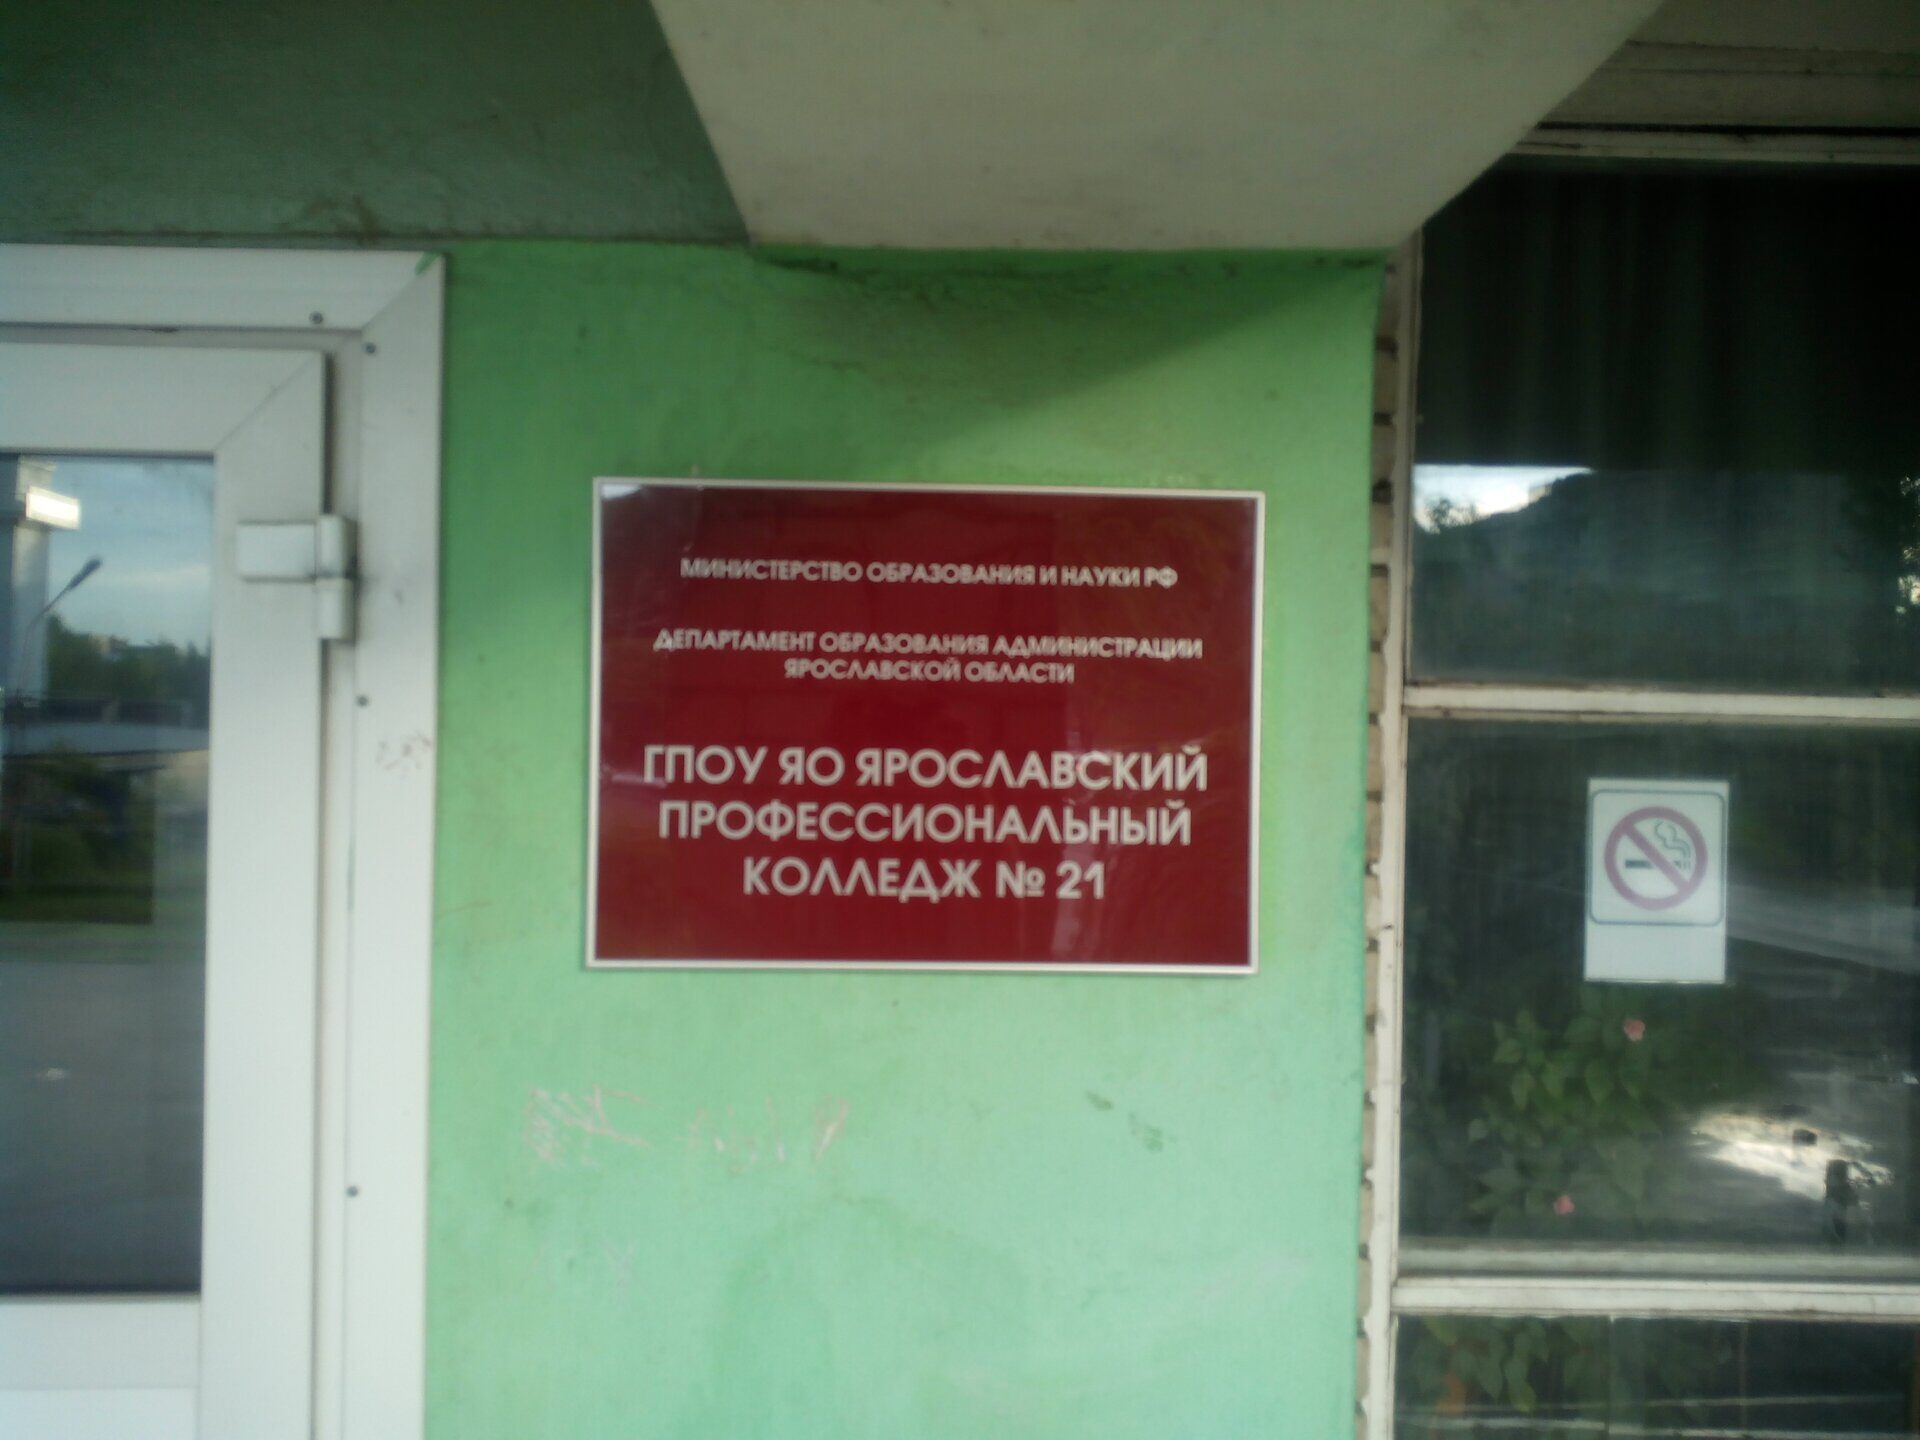 МИНИСТЕРСТВО ОБРАЗОВАНИЯ И НАУКИ РФ
ДЕПАРТАМЕНТ ОБРАЗОВАНИЯ АДМИНИСТРАЦИИ
ЯРОСЛАВСКОЙ ОБЛАСТИ
ГПОУ ЯО ЯРОСЛАВСКИЙ
ПРОФЕССИОНАЛЬНЫЙ
КОЛЛЕДЖ № 21